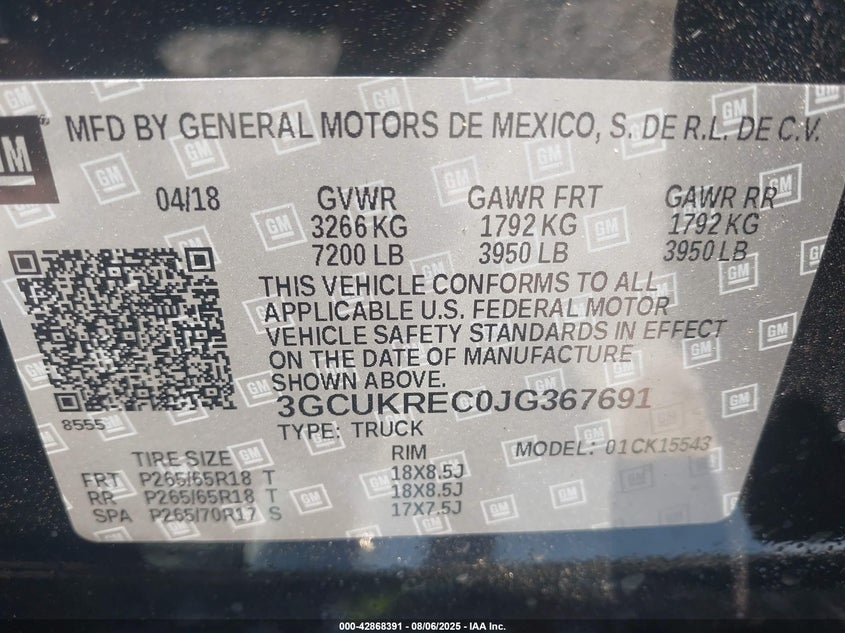 GM ® MFD BY GENERAL MOTORS DE MEXICO, S. DE R.L. DE C.V.
04/18 GVWR GAWR FRT GAWR RR
3266 KG 1792 KG 1792 KG
7200 LB 3950 LB 3950 LB
THIS VEHICLE CONFORMS TO ALL
APPLICABLE U.S. FEDERAL MOTOR
VEHICLE SAFETY STANDARDS IN EFFECT
ON THE DATE OF MANUFACTURE
SHOWN ABOVE.
3GCUKREC0JG367691
8555
TYPE: TRUCK MODEL: 01CK15543
TIRE SIZE RIM
FRT P265/65R18 T 18X8.5J
RR P265/65R18 T 18X8.5J
SPA P265/70R17 S 17X7.5J
000-42868391 - 08/06/2025 - IAA Inc.